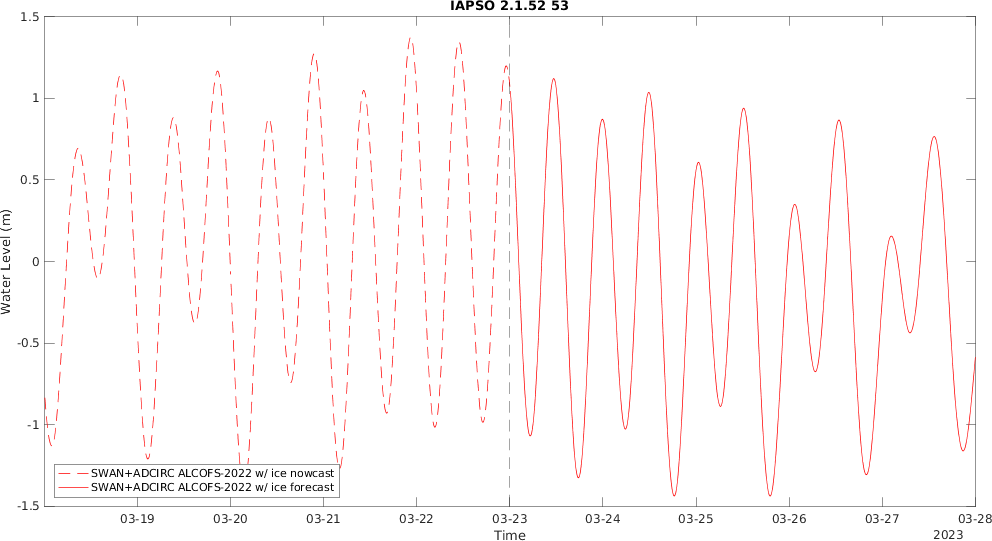 IAPSO 2.1.52 53
1.5
1
0.5
0
-0.5
-1
-1.5
Water Level (m)
SWAN+ADCIRC ALCOFS-2022 w/ ice nowcast
SWAN+ADCIRC ALCOFS-2022 w/ ice forecast
03-19 03-20 03-21 03-22 03-23 03-24 03-25 03-26 03-27 03-28
Time
2023